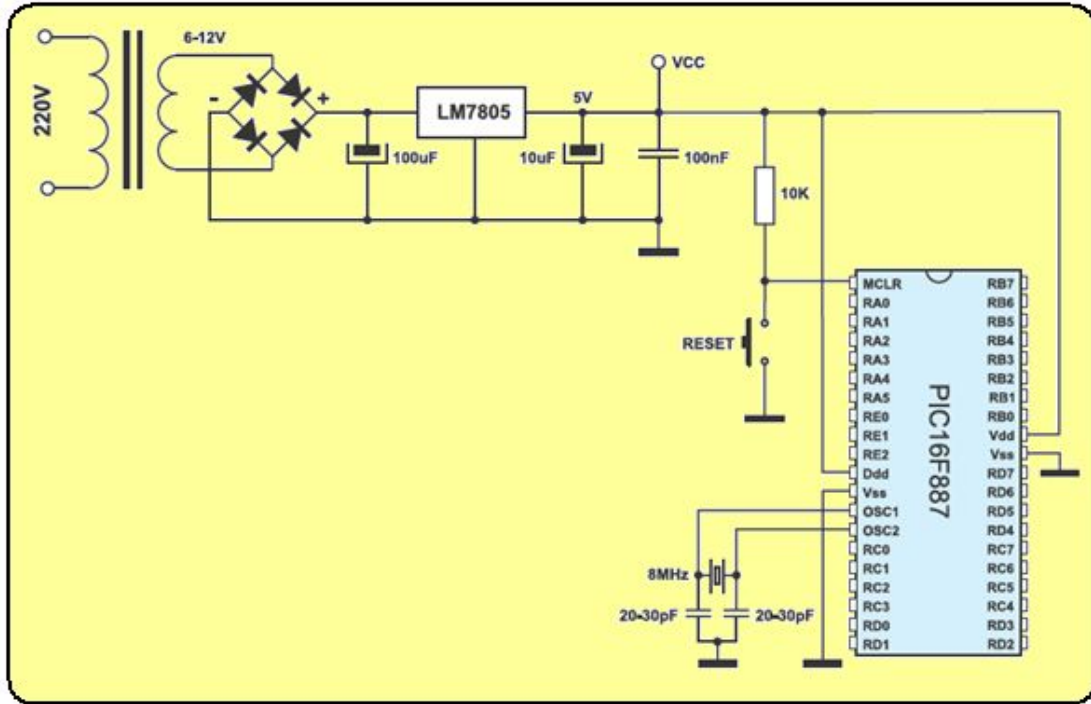 220V
6-12V
-
+
LM7805
100uF
5V
10uF
VCC
100nF
10K
RESET
8MHz
20-30pF
20-30pF
PIC16F887
MCLR
RA0
RA1
RA2
RA3
RA4
RA5
RE0
RE1
RE2
Ddd
Vss
OSC1
OSC2
RC0
RC1
RC2
RC3
RD0
RD1
RB7
RB6
RB5
RB4
RB3
RB2
RB1
RB0
Vdd
Vss
RD7
RD6
RD5
RD4
RC7
RC6
RC5
RC4
RD3
RD2